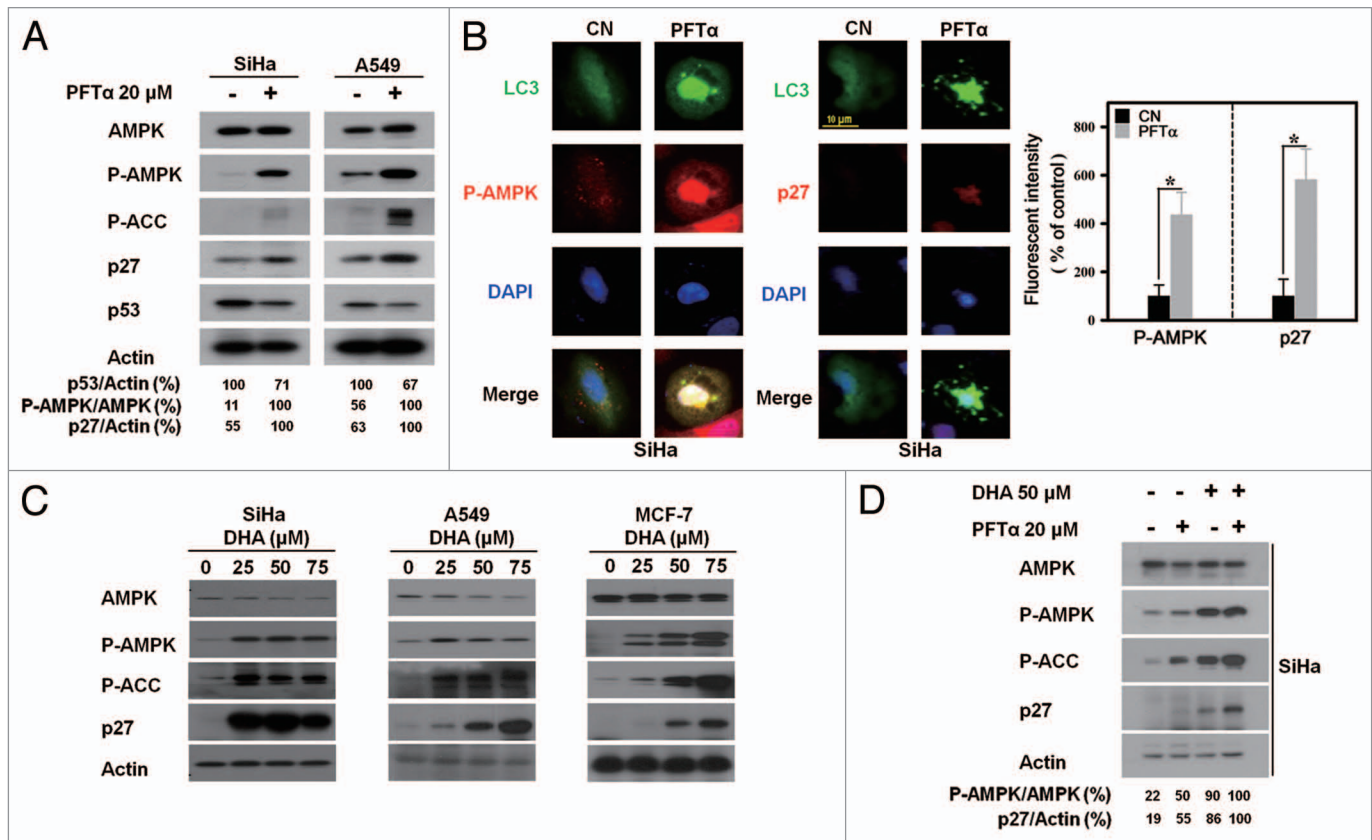 A
SiHa A549
PFTα 20 μM - + - +
AMPK
P-AMPK
P-ACC
p27
p53
Actin
p53/Actin (%) 100 71 100 67
P-AMPK/AMPK (%) 11 100 56 100
p27/Actin (%) 55 100 63 100
B
CN PFTα CN PFTα
LC3 LC3
10 μm
P-AMPK p27
DAPI DAPI
Merge Merge
SiHa SiHa
Fluorescent intensity
( % of control)
800
600
400
200
0
CN
PFTα
* *
P-AMPK p27
C
SiHa A549 MCF-7
DHA (μM) DHA (μM) DHA (μM)
0 25 50 75 0 25 50 75 0 25 50 75
AMPK
P-AMPK
P-ACC
p27
Actin
D
DHA 50 μM - - + +
PFTα 20 μM - + - +
AMPK
P-AMPK
P-ACC
p27
Actin
SiHa
P-AMPK/AMPK (%) 22 50 90 100
p27/Actin (%) 19 55 86 100